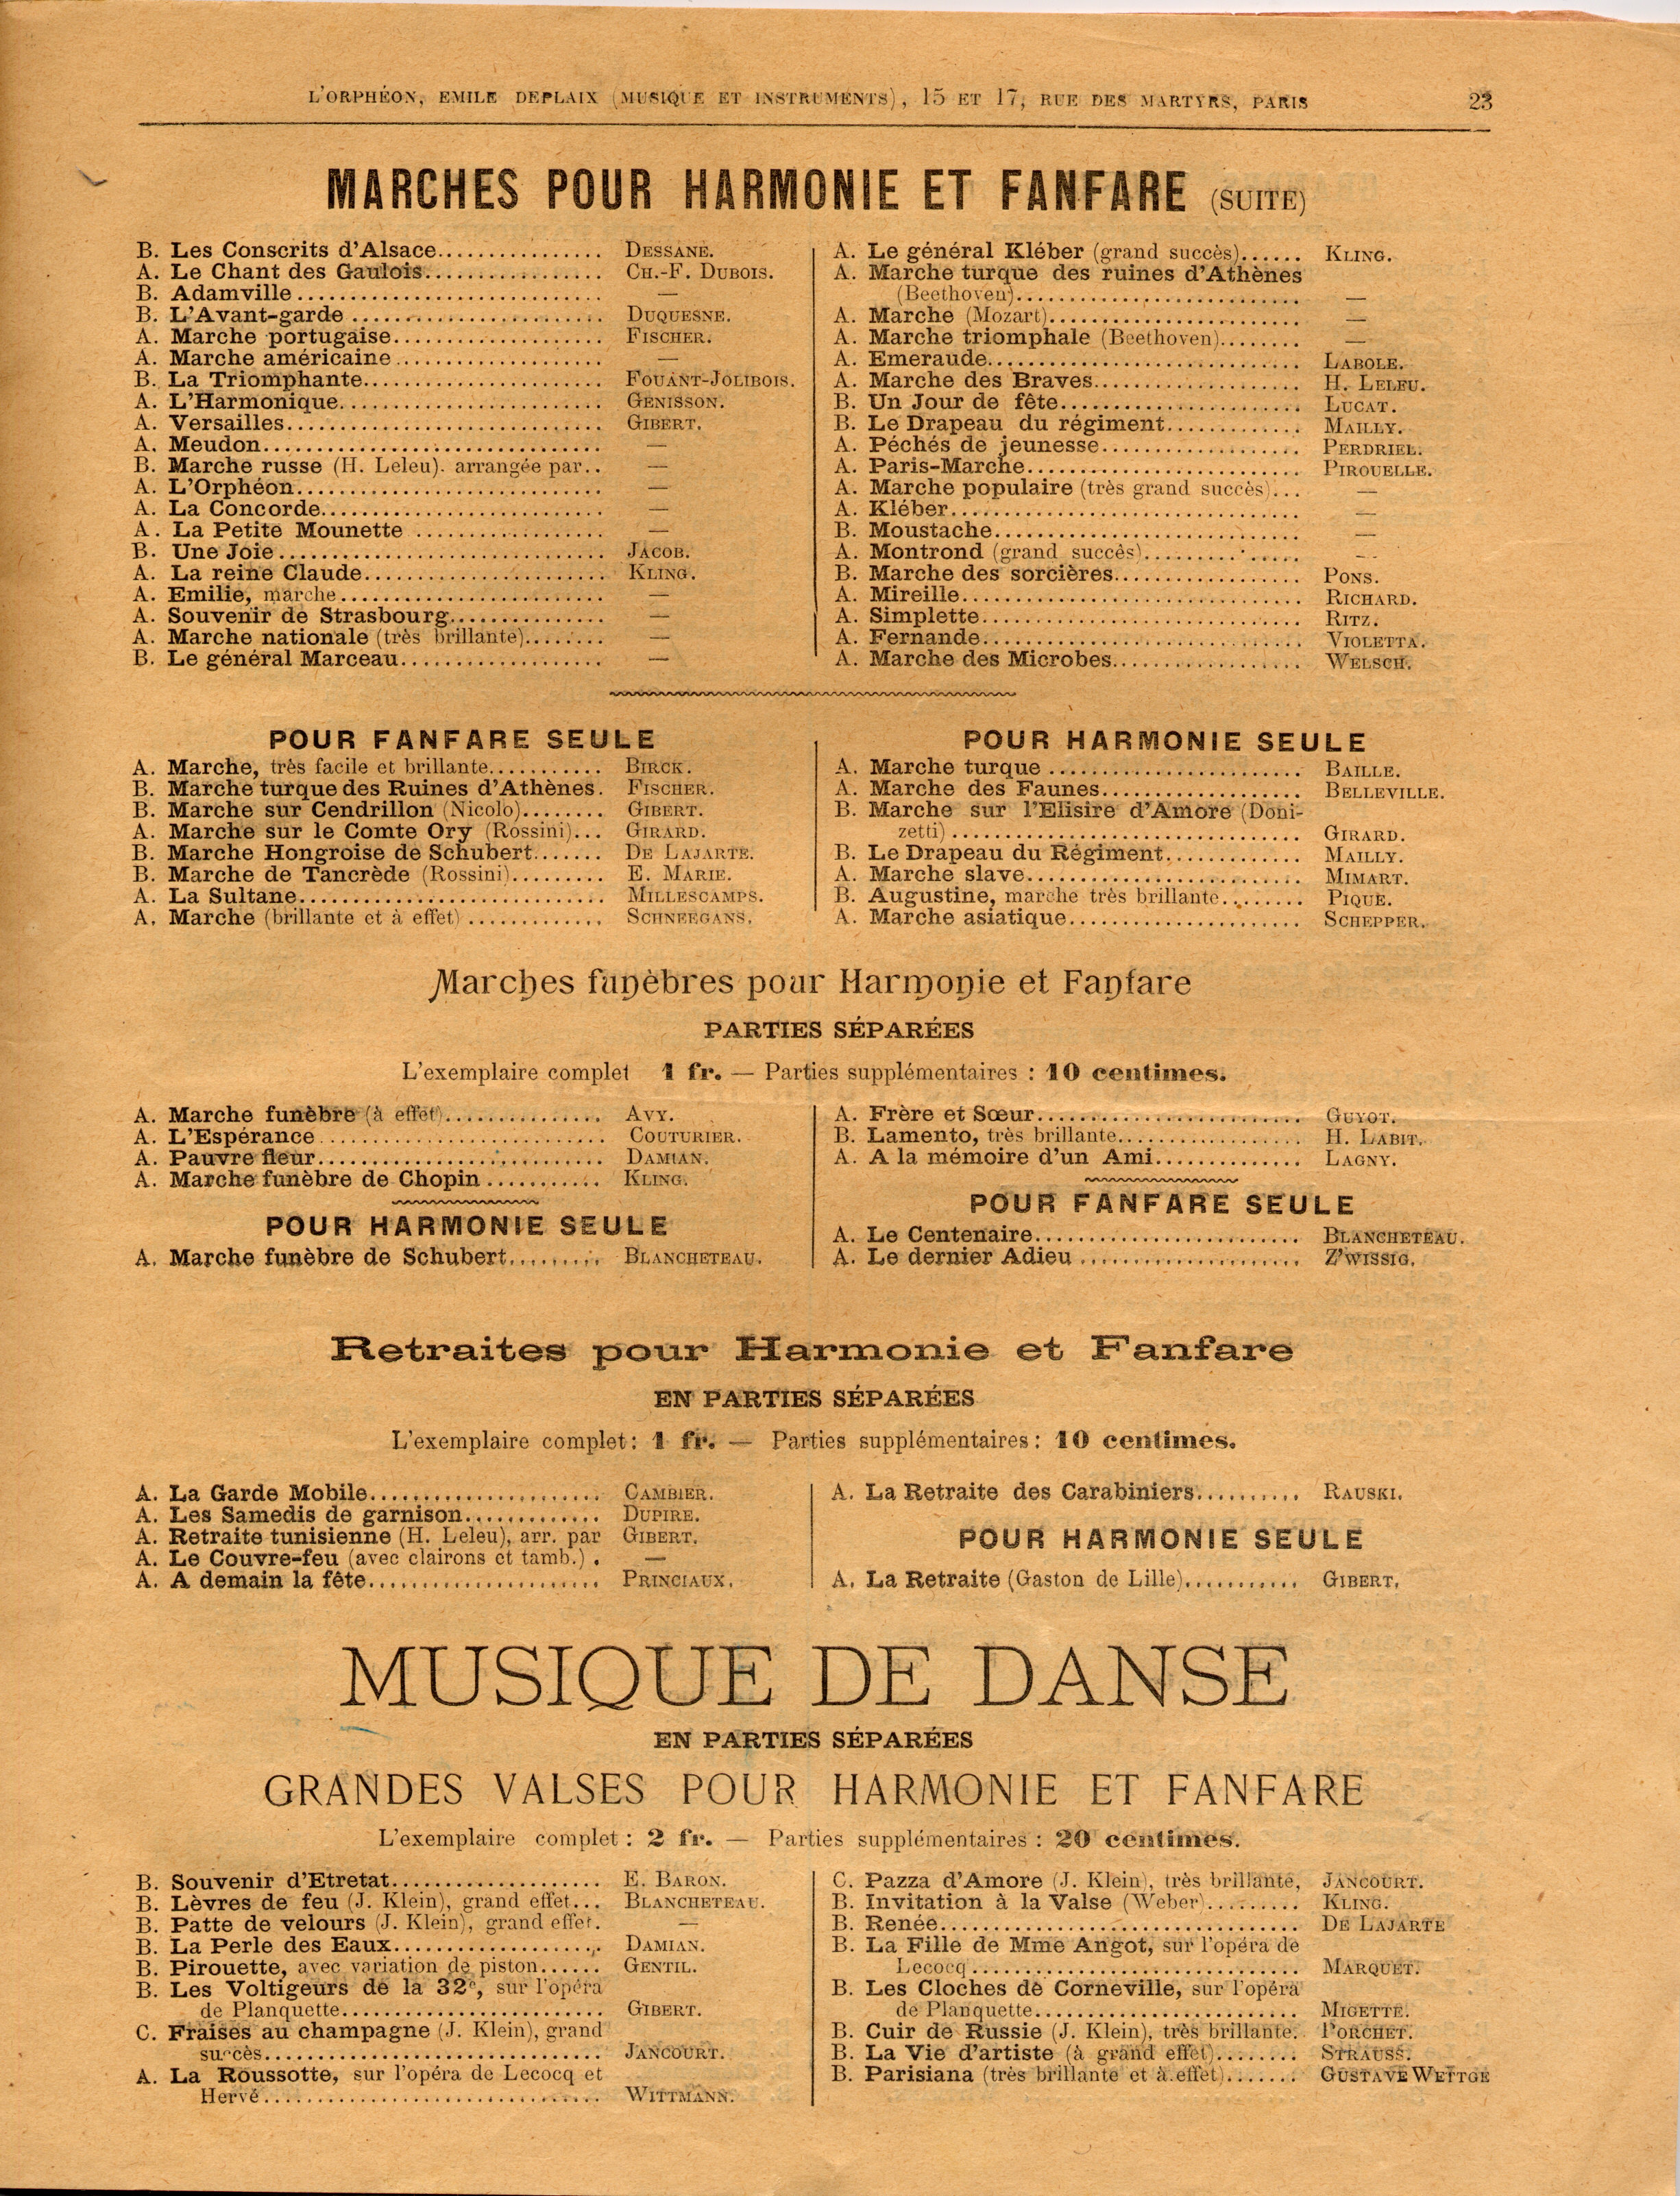 L'ORPHÉON, EMILE DEPLAIX (MUSIQUE ET INSTRUMENTS), 15 ET 17, RUE DES MARTYRS, PARIS 23
MARCHES POUR HARMONIE ET FANFARE (SUITE)
B. Les Conscrits d'Alsace................ DESSANE.
A. Le Chant des Gaulois................. CH.-F. DUBOIS.
B. Adamville............................. —
B. L'Avant-garde ........................ DUQUESNE.
A. Marche portugaise.................... FISCHER.
A. Marche américaine.................... —
B. La Triomphante....................... FOUANT-JOLIBOIS.
A. L'Harmonique......................... GÉNISSON.
A. Versailles.............................. GIBERT.
A. Meudon................................ —
B. Marche russe (H. Leleu). arrangée par.. —
A. L'Orphéon............................. —
A. La Concorde........................... —
A. La Petite Mounette .................. —
B. Une Joie............................... JACOB.
A. La reine Claude....................... KLING.
A. Emilie, marche......................... —
A. Souvenir de Strasbourg............... —
A. Marche nationale (très brillante)........ —
B. Le général Marceau................... —
A. Le général Kléber (grand succès)...... KLING.
A. Marche turque des ruines d'Athènes
(Beethoven)........................... —
A. Marche (Mozart)........................ —
A. Marche triomphale (Beethoven)........ —
A. Emeraude.............................. LABOLE.
A. Marche des Braves.................... H. LELEU.
B. Un Jour de fête....................... LUCAT.
B. Le Drapeau du régiment............. MAILLY.
A. Péchés de jeunesse................... PERDRIEL.
A. Paris-Marche.......................... PIROUELLE.
A. Marche populaire (très grand succès)... —
A. Kléber................................. —
B. Moustache............................. —
A. Montrond (grand succès)............... —
B. Marche des sorcières.................. PONS.
A. Mireille................................ RICHARD.
A. Simplette.............................. RITZ.
A. Fernande.............................. VIOLETTA.
A. Marche des Microbes.................. WELSCH.
POUR FANFARE SEULE
A. Marche, très facile et brillante........... BIRCK.
B. Marche turque des Ruines d'Athènes. FISCHER.
B. Marche sur Cendrillon (Nicolo)........ GIBERT.
A. Marche sur le Comte Ory (Rossini)... GIRARD.
B. Marche Hongroise de Schubert....... DE LAJARTE.
B. Marche de Tancrède (Rossini)......... E. MARIE.
A. La Sultane............................. MILLESCAMPS.
A. Marche (brillante et à effet) ............. SCHNEEGANS.
POUR HARMONIE SEULE
A. Marche turque ........................ BAILLE.
A. Marche des Faunes................... BELLEVILLE.
B. Marche sur l'Elisire d'Amore (Doni-
zetti) ................................. GIRARD.
B. Le Drapeau du Régiment............. MAILLY.
A. Marche slave.......................... MIMART.
B. Augustine, marche très brillante........ PIQUE.
A. Marche asiatique...................... SCHEPPER.
Marches funèbres pour Harmonie et Fanfare
PARTIES SÉPARÉES
L'exemplaire complet 1 fr. — Parties supplémentaires : 10 centimes.
A. Marche funèbre (à effet)............... AVY.
A. L'Espérance........................... COUTURIER.
A. Pauvre fleur........................... DAMIAN.
A. Marche funèbre de Chopin ........... KLING.
POUR HARMONIE SEULE
A. Marche funèbre de Schubert......... BLANCHETEAU.
A. Frère et Sœur......................... GUYOT.
B. Lamento, très brillante.................. H. LABIT.
A. A la mémoire d'un Ami.............. LAGNY.
POUR FANFARE SEULE
A. Le Centenaire......................... BLANCHETEAU.
A. Le dernier Adieu ..................... Z'WISSIG.
Retraites pour Harmonie et Fanfare
EN PARTIES SÉPARÉES
L'exemplaire complet: 1 fr. — Parties supplémentaires: 10 centimes.
A. La Garde Mobile...................... CAMBIER.
A. Les Samedis de garnison............. DUPIRE.
A. Retraite tunisienne (H. Leleu), arr. par GIBERT.
A. Le Couvre-feu (avec clairons et tamb.) . —
A. A demain la fête...................... PRINCIAUX.
A. La Retraite des Carabiniers.......... RAUSKI.
POUR HARMONIE SEULE
A. La Retraite (Gaston de Lille)........... GIBERT.
MUSIQUE DE DANSE
EN PARTIES SÉPARÉES
GRANDES VALSES POUR HARMONIE ET FANFARE
L'exemplaire complet : 2 fr. — Parties supplémentaires : 20 centimes.
B. Souvenir d'Etretat.................... E. BARON.
B. Lèvres de feu (J. Klein), grand effet... BLANCHETEAU.
B. Patte de velours (J. Klein), grand effet. —
B. La Perle des Eaux.................... DAMIAN.
B. Pirouette, avec variation de piston...... GENTIL.
B. Les Voltigeurs de la 32e, sur l'opéra
de Planquette......................... GIBERT.
C. Fraises au champagne (J. Klein), grand
succès................................ JANCOURT.
A. La Roussotte, sur l'opéra de Lecocq et
Hervé................................ WITTMANN.
C. Pazza d'Amore (J. Klein), très brillante, JANCOURT.
B. Invitation à la Valse (Weber)......... KLING.
B. Renée.................................. DE LAJARTE
B. La Fille de Mme Angot, sur l'opéra de
Lecocq............................... MARQUET.
B. Les Cloches de Corneville, sur l'opéra
de Planquette......................... MIGETTE.
B. Cuir de Russie (J. Klein), très brillante. PORCHET.
B. La Vie d'artiste (à grand effet)........ STRAUSS.
B. Parisiana (très brillante et à effet)....... GUSTAVE WETTGE